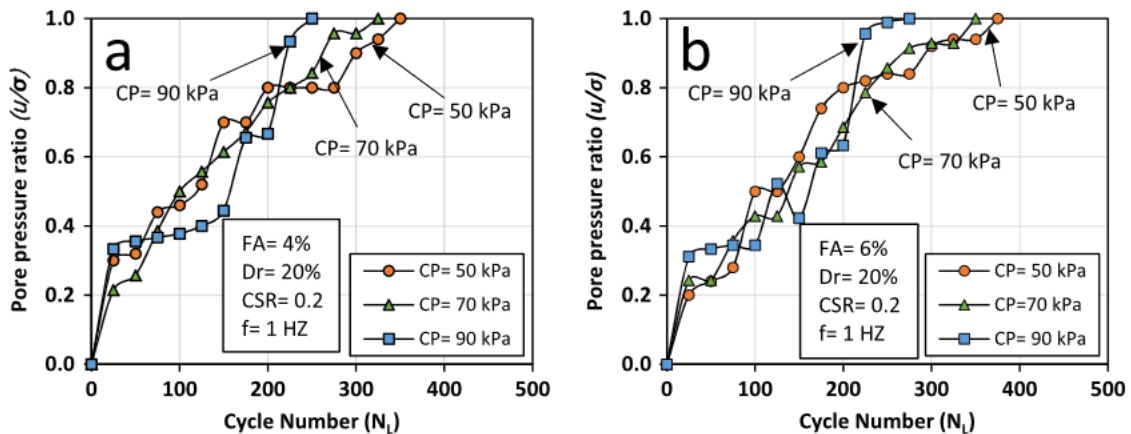 a
Pore pressure ratio (u/σ)
1.0
0.8
0.6
0.4
0.2
0.0
CP= 90 kPa
CP= 50 kPa
CP= 70 kPa
FA= 4%
Dr= 20%
CSR= 0.2
f= 1 HZ
CP= 50 kPa
CP= 70 kPa
CP= 90 kPa
0 100 200 300 400 500
Cycle Number (N_L)
b
Pore pressure ratio (u/σ)
1.0
0.8
0.6
0.4
0.2
0.0
CP= 90 kPa
CP= 50 kPa
CP= 70 kPa
FA= 6%
Dr= 20%
CSR= 0.2
f= 1 HZ
CP= 50 kPa
CP=70 kPa
CP= 90 kPa
0 100 200 300 400 500
Cycle Number (N_L)